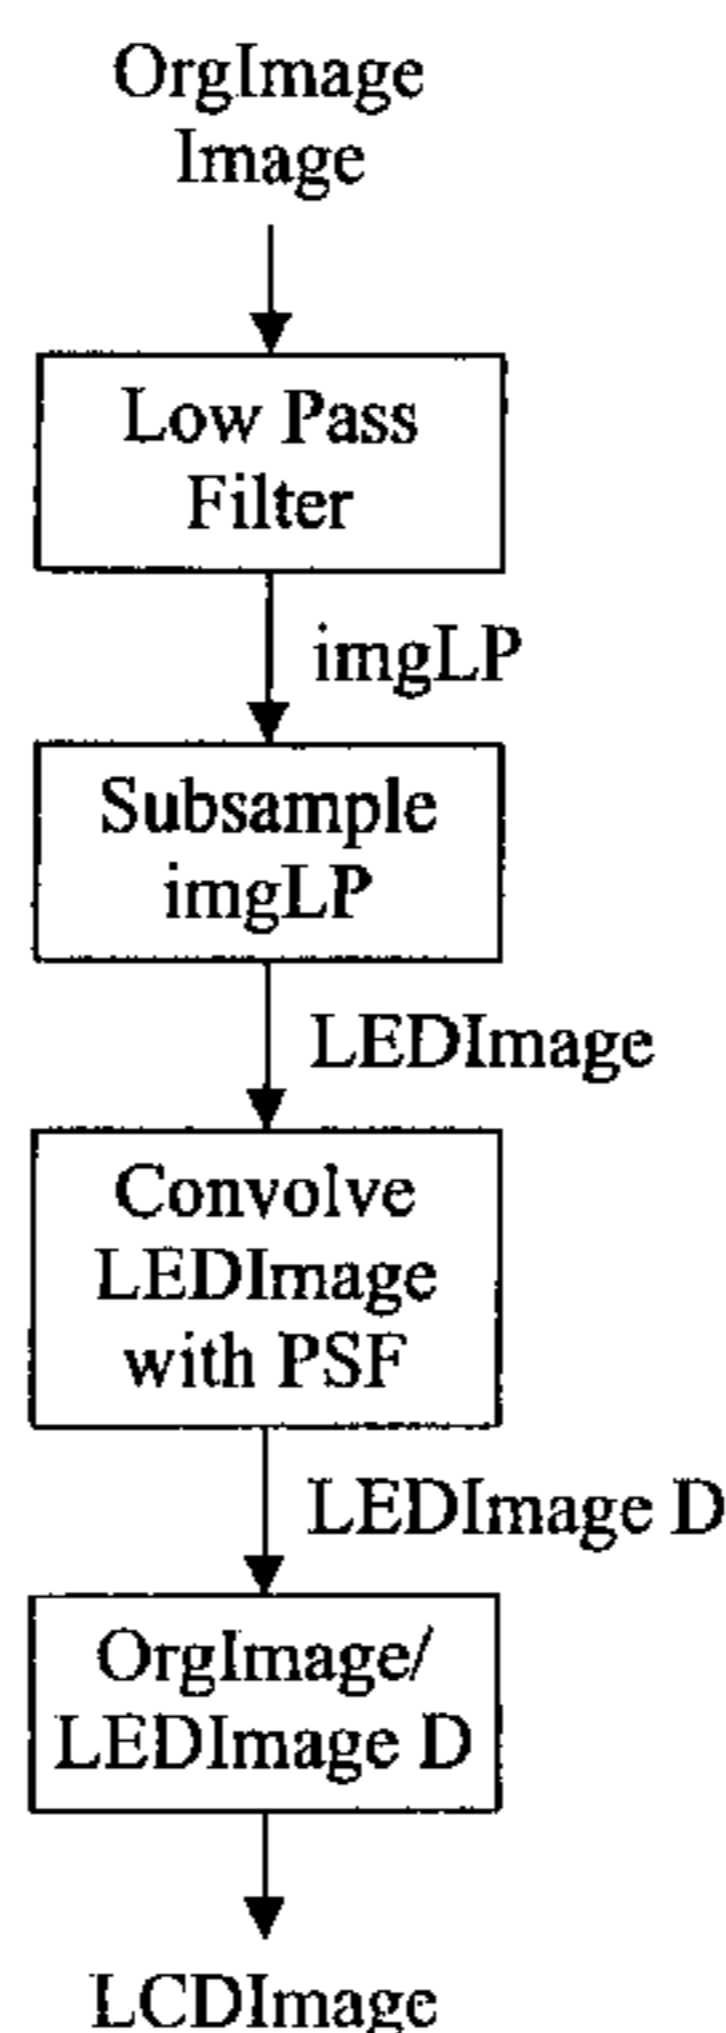 OrgImage
Image
Low Pass
Filter
imgLP
Subsample
imgLP
LEDImage
Convolve
LEDImage
with PSF
LEDImage D
OrgImage/
LEDImage D
LCDImage